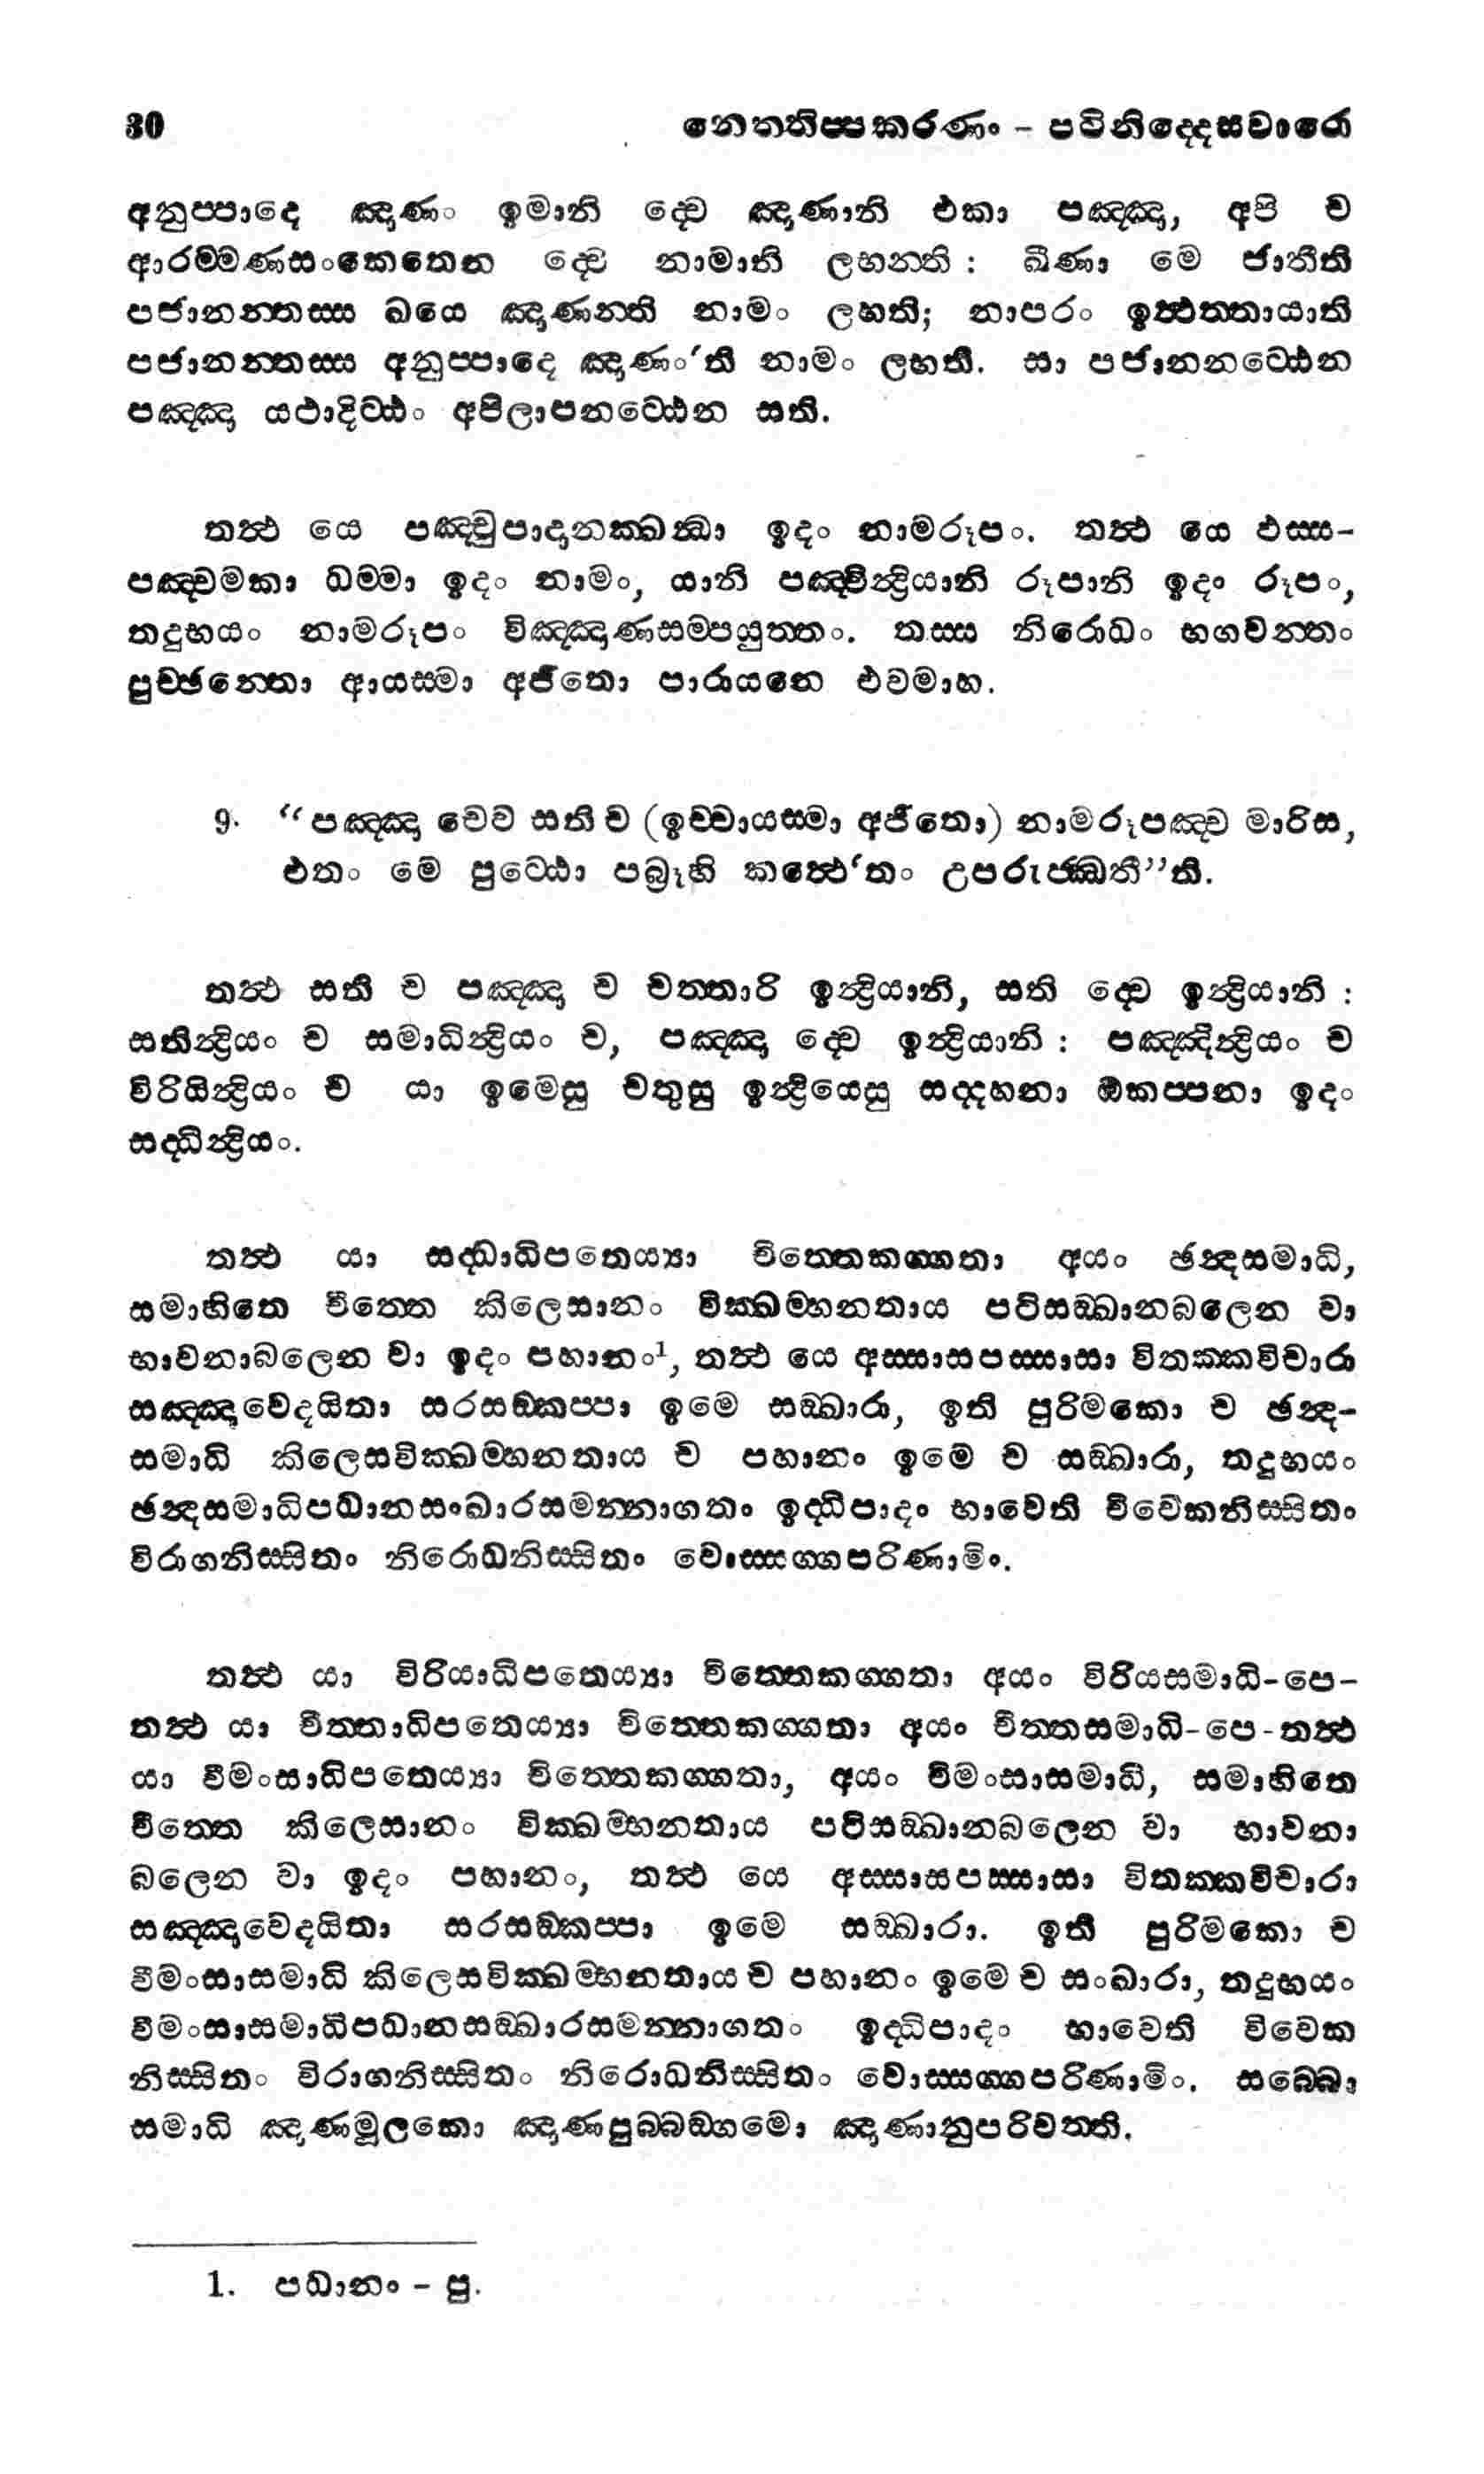 30 නෙත්තිප්පකරණං - පටිනිද්දෙසවාරො
අනුප්පාදෙ ඤාණං ඉමානි ද්වෙ ඤාණානි එකා පඤ්ඤා, අපි ච
ආරම්මණසංකෙතෙන ද්වෙ නාමානි ලභන්ති : ඛීණා මෙ ජාතීති
පජානන්තස්ස ඛයෙ ඤාණන්ති නාමං ලභති; නාපරං ඉත්ථත්තායාති
පජානන්තස්ස අනුප්පාදෙ ඤාණං'ති නාමං ලභති. සා පජානනට්ඨෙන
පඤ්ඤා යථාදිට්ඨං අපිලාපනට්ඨෙන සති.
තත්ථ යෙ පඤ්චුපාදානක්ඛන්ධා ඉදං නාමරූපං. තත්ථ යෙ ඵස්ස-
පඤ්චමකා ධම්මා ඉදං නාමං, යානි පඤ්චින්ද්‍රියානි රූපානි ඉදං රූපං,
තදුභයං නාමරූපං විඤ්ඤාණසම්පයුත්තං. තස්ස නිරොධං භගවන්තං
පුච්ඡන්තො ආයස්මා අජිතො පාරායනෙ එවමාහ.
9. “පඤ්ඤා චෙව සති ච (ඉච්චායස්මා අජිතො) නාමරූපඤ්ච මාරිස,
එතං මෙ පුට්ඨො පබ්‍රූහි කත්ථෙ‘තං උපරුජ්ඣතී”ති.
තත්ථ සති ච පඤ්ඤා ච චත්තාරි ඉන්ද්‍රියානි, සති ද්වෙ ඉන්ද්‍රියානි :
සතින්ද්‍රියං ච සමාධින්ද්‍රියං ච, පඤ්ඤා ද්වෙ ඉන්ද්‍රියානි : පඤ්ඤින්ද්‍රියං ච
විරියින්ද්‍රියං ච යා ඉමෙසු චතුසු ඉන්ද්‍රියෙසු සද්දහනා ඔකප්පනා ඉදං
සද්ධින්ද්‍රියං.
තත්ථ යා සද්ධාධිපතෙය්‍යා චිත්තෙකග්ගතා අයං ඡන්දසමාධි,
සමාහිතෙ චිත්තෙ කිලෙසානං වික්ඛම්භනතාය පටිසඞ්ඛානබලෙන වා
භාවනාබලෙන වා ඉදං පහානං¹, තත්ථ යෙ අස්සාසපස්සාසා විතක්කවිචාරා
සඤ්ඤාවෙදයිතා සරසඞ්කප්පා ඉමෙ සඞ්ඛාරා, ඉති පුරිමකො ච ඡන්ද-
සමාධි කිලෙසවික්ඛම්භනතාය ච පහානං ඉමෙ ච සඞ්ඛාරා, තදුභයං
ඡන්දසමාධිපධානසංඛාරසමන්නාගතං ඉද්ධිපාදං භාවෙති විවෙකනිස්සිතං
විරාගනිස්සිතං නිරොධනිස්සිතං වොස්සග්ගපරිණාමිං.
තත්ථ යා විරියාධිපතෙය්‍යා චිත්තෙකග්ගතා අයං විරියසමාධි-පෙ-
තත්ථ යා චිත්තාධිපතෙය්‍යා චිත්තෙකග්ගතා අයං චිත්තසමාධි-පෙ-තත්ථ
යා වීමංසාධිපතෙය්‍යා චිත්තෙකග්ගතා, අයං වීමංසාසමාධි, සමාහිතෙ
චිත්තෙ කිලෙසානං වික්ඛම්භනතාය පටිසඞ්ඛානබලෙන වා භාවනා
බලෙන වා ඉදං පහානං, තත්ථ යෙ අස්සාසපස්සාසා විතක්කවිචාරා
සඤ්ඤාවෙදයිතා සරසඞ්කප්පා ඉමෙ සඞ්ඛාරා. ඉති පුරිමකො ච
වීමංසාසමාධි කිලෙසවික්ඛම්භනතාය ච පහානං ඉමෙ ච සංඛාරා, තදුභයං
වීමංසාසමාධිපධානසඞ්ඛාරසමන්නාගතං ඉද්ධිපාදං භාවෙති විවෙක
නිස්සිතං විරාගනිස්සිතං නිරොධනිස්සිතං වොස්සග්ගපරිණාමිං. සබ්බො
සමාධි ඤාණමූලකො ඤාණපුබ්බඞ්ගමො ඤාණානුපරිවත්ති.
1. පධානං - පු.